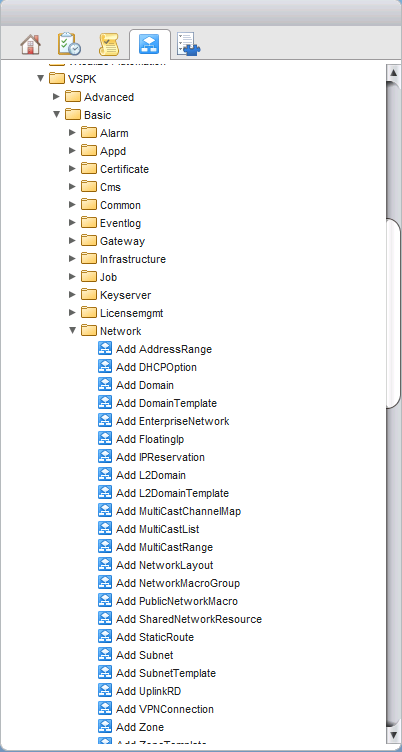 VSPK
Advanced
Basic
Alarm
Appd
Certificate
Cms
Common
Eventlog
Gateway
Infrastructure
Job
Keyserver
Licensemgmt
Network
Add AddressRange
Add DHCPOption
Add Domain
Add DomainTemplate
Add EnterpriseNetwork
Add FloatingIp
Add IPReservation
Add L2Domain
Add L2DomainTemplate
Add MultiCastChannelMap
Add MultiCastList
Add MultiCastRange
Add NetworkLayout
Add NetworkMacroGroup
Add PublicNetworkMacro
Add SharedNetworkResource
Add StaticRoute
Add Subnet
Add SubnetTemplate
Add UplinkRD
Add VPNConnection
Add Zone
Add ZoneTemplate